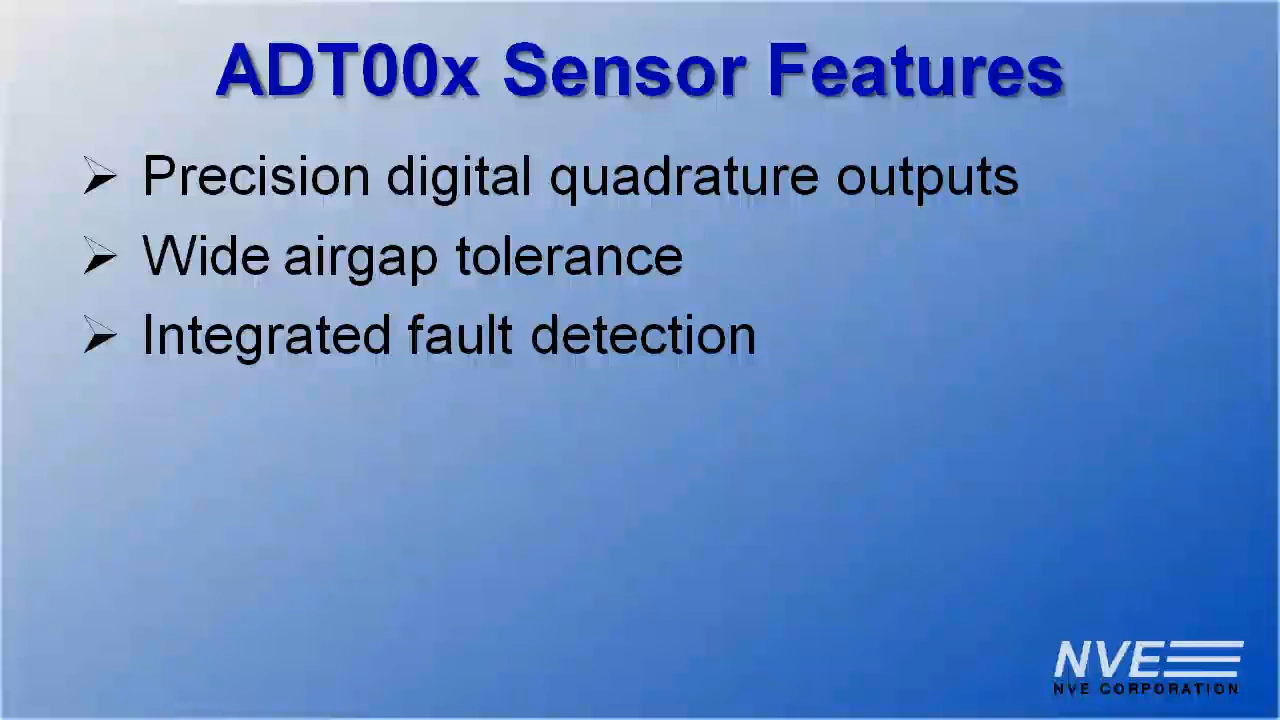 ADT00x Sensor Features
Precision digital quadrature outputs
Wide airgap tolerance
Integrated fault detection
NVE
NVE CORPORATION